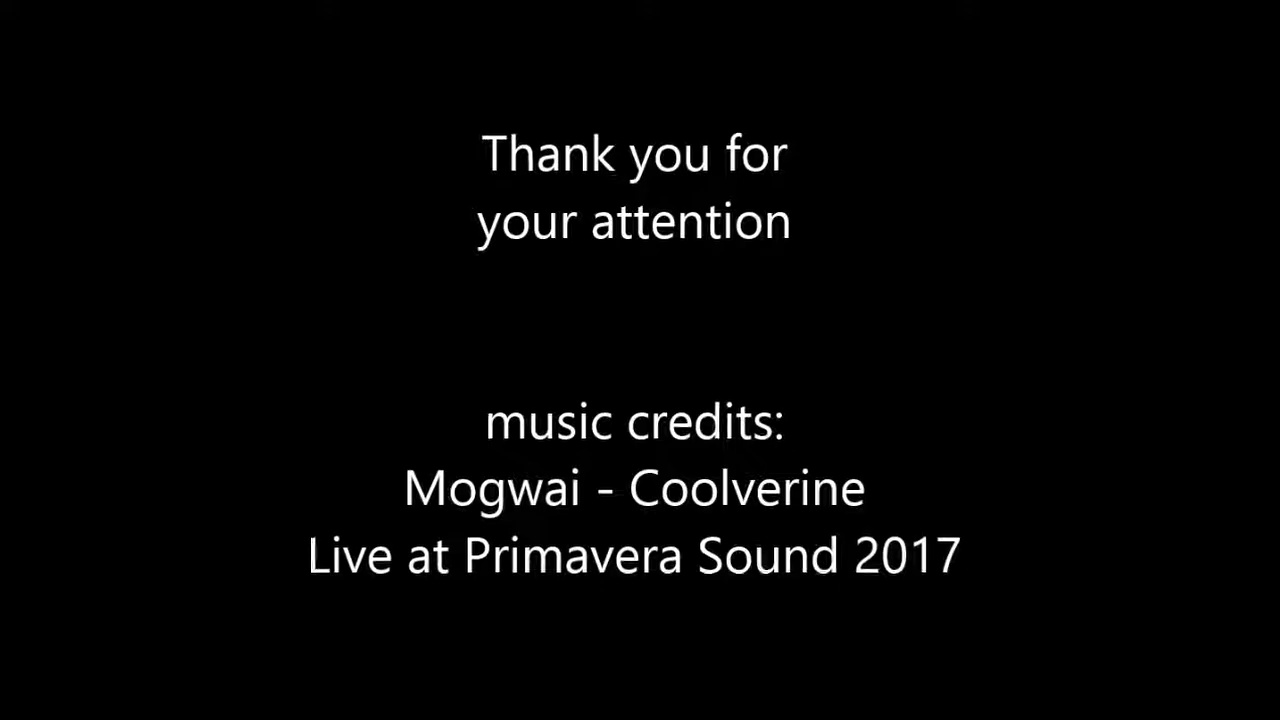 Thank you for
your attention
music credits:
Mogwai - Coolverine
Live at Primavera Sound 2017